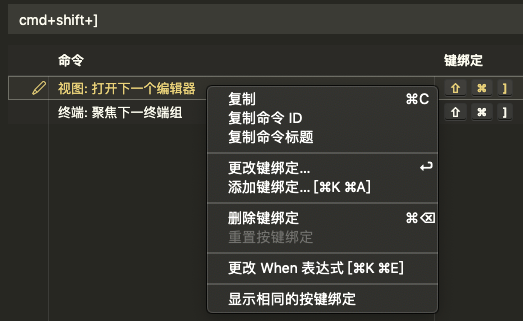 cmd+shift+]
命令 键绑定
视图: 打开下一个编辑器 ⇧ ⌘ ]
终端: 聚焦下一终端组 ⇧ ⌘ ]
复制 ⌘C
复制命令 ID
复制命令标题
更改键绑定... ↩
添加键绑定... [⌘K ⌘A]
删除键绑定 ⌘⌫
重置按键绑定
更改 When 表达式 [⌘K ⌘E]
显示相同的按键绑定